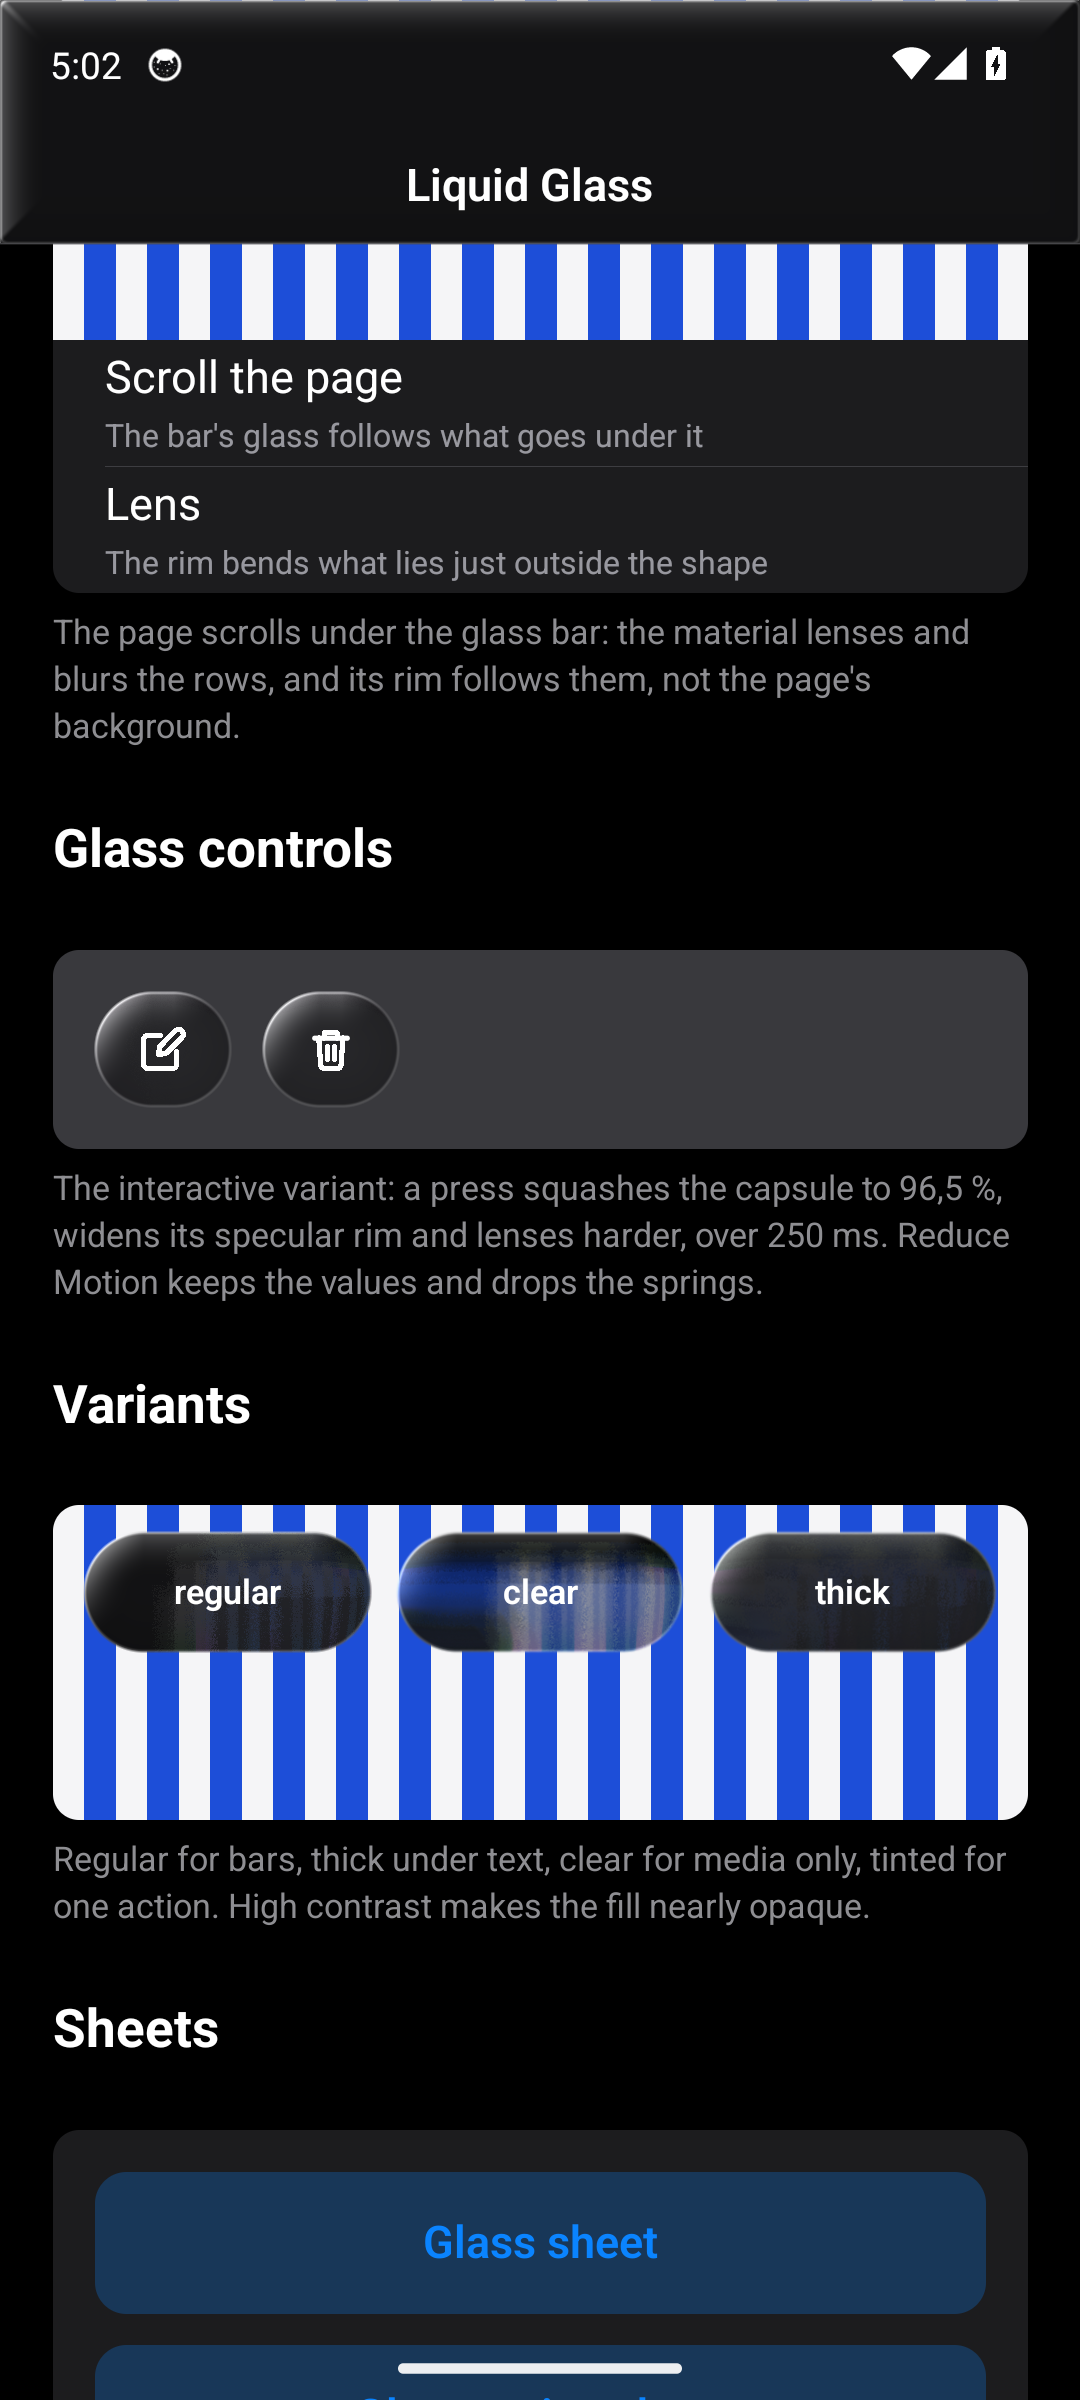 5:02
Liquid Glass
Scroll the page
The bar's glass follows what goes under it
Lens
The rim bends what lies just outside the shape
The page scrolls under the glass bar: the material lenses and
blurs the rows, and its rim follows them, not the page's
background.
Glass controls
The interactive variant: a press squashes the capsule to 96,5 %,
widens its specular rim and lenses harder, over 250 ms. Reduce
Motion keeps the values and drops the springs.
Variants
regular
clear
thick
Regular for bars, thick under text, clear for media only, tinted for
one action. High contrast makes the fill nearly opaque.
Sheets
Glass sheet